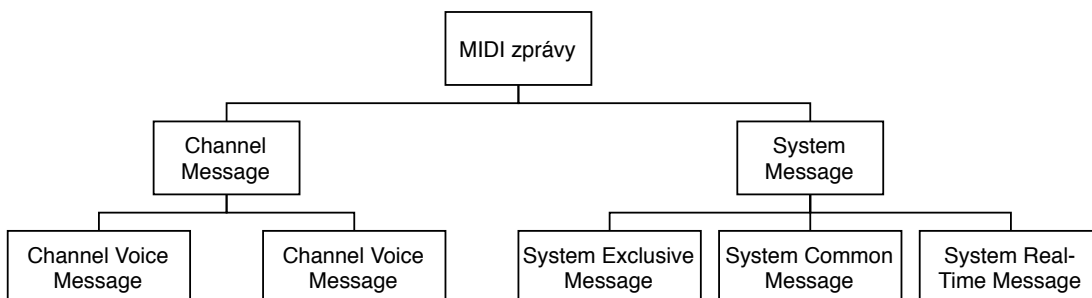 MIDI zprávy
Channel
Message
System
Message
Channel Voice
Message
Channel Voice
Message
System Exclusive
Message
System Common
Message
System Real-
Time Message